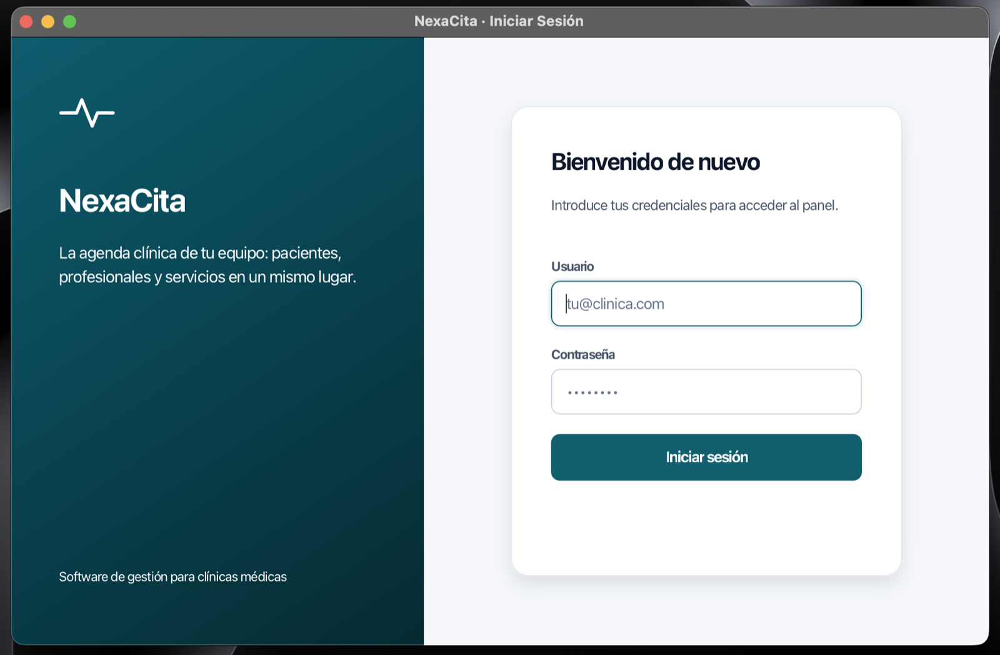 NexaCita · Iniciar Sesión
NexaCita
La agenda clínica de tu equipo: pacientes,
profesionales y servicios en un mismo lugar.
Software de gestión para clínicas médicas
Bienvenido de nuevo
Introduce tus credenciales para acceder al panel.
Usuario
tu@clinica.com
Contraseña
••••••••
Iniciar sesión